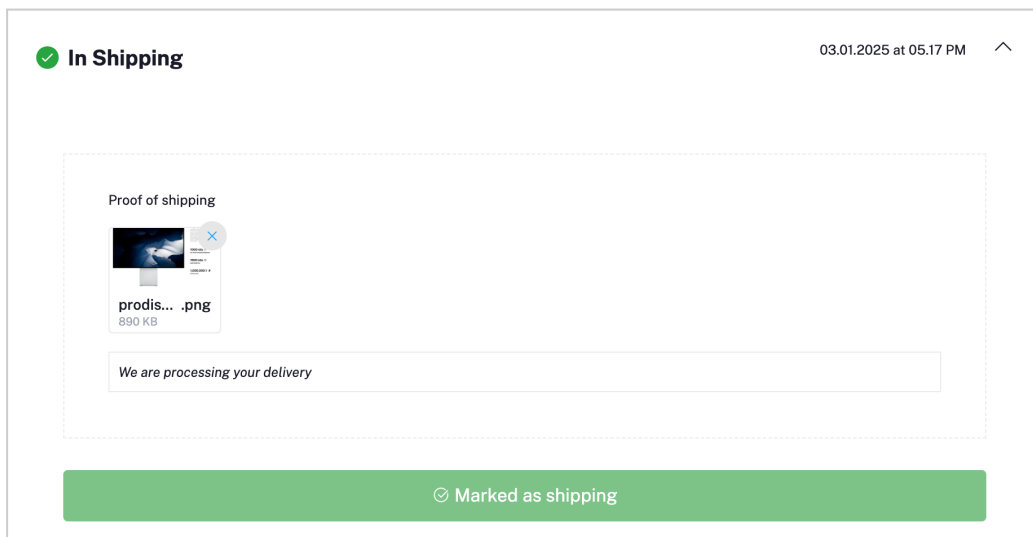 In Shipping
03.01.2025 at 05.17 PM
Proof of shipping
prodis... .png
890 KB
We are processing your delivery
Marked as shipping